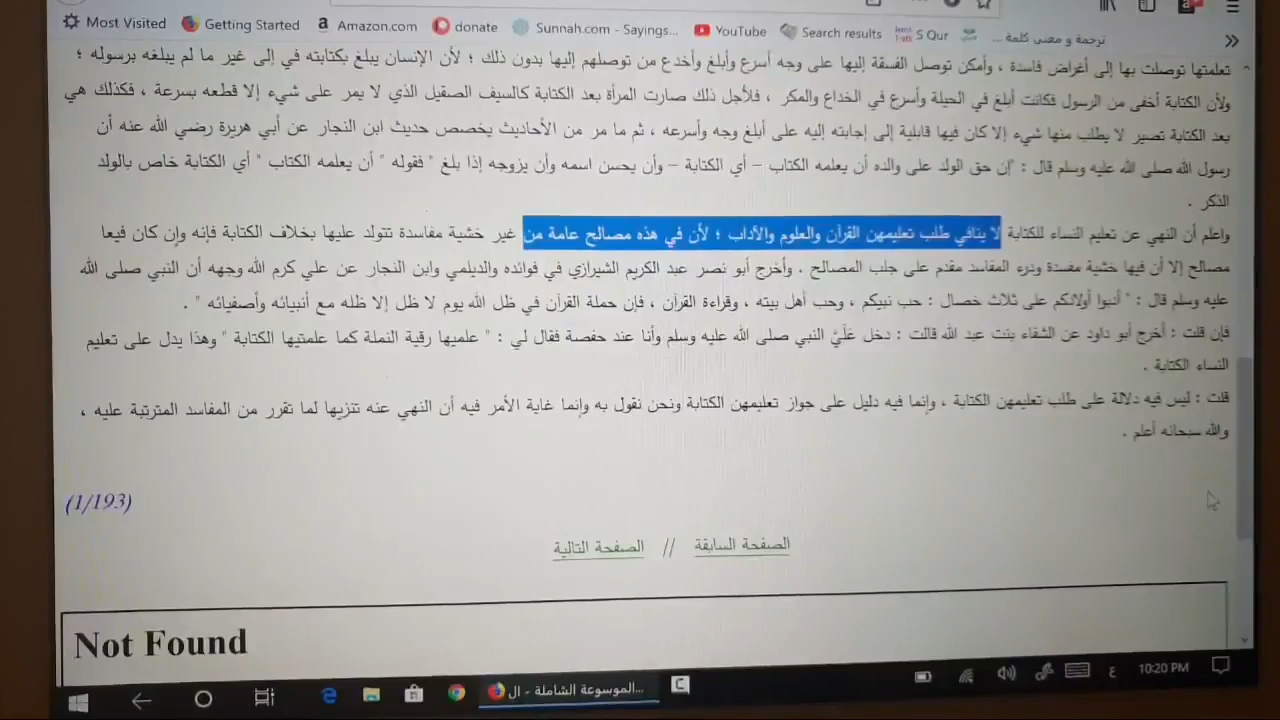 Most Visited Getting Started Amazon.com donate Sunnah.com - Sayings... YouTube Search results S Qur ترجمة و معنى كلمة ...
تعلمتها توصلت بها إلى أغراض فاسدة ، وأمكن توصل الفسقة إليها على وجه أسرع وأبلغ وأخدع من توصلهم إليها بدون ذلك ؛ لأن الإنسان يبلغ بكتابته في إلى غير ما لم يبلغه برسوله ؛
ولأن الكتابة أخفى من الرسول فكانت أبلغ في الحيلة وأسرع في الخداع والمكر ، فلأجل ذلك صارت المرأة بعد الكتابة كالسيف الصقيل الذي لا يمر على شيء إلا قطعه بسرعة ، فكذلك هي
بعد الكتابة تصير لا يطلب منها شيء إلا كان فيها قابلية إلى إجابته إليه على أبلغ وجه وأسرعه ، ثم ما مر من الأحاديث يخصص حديث ابن النجار عن أبي هريرة رضي الله عنه أن
رسول الله صلى الله عليه وسلم قال : "إن حق الولد على والده أن يعلمه الكتاب – أي الكتابة – وأن يحسن اسمه وأن يزوجه إذا بلغ " فقوله " أن يعلمه الكتاب " أي الكتابة خاص بالولد
الذكر .
واعلم أن النهي عن تعليم النساء للكتابة لا ينافي طلب تعليمهن القرآن والعلوم والآداب ؛ لأن في هذه مصالح عامة من غير خشية مفاسدة تتولد عليها بخلاف الكتابة فإنه وإن كان فيها
مصالح إلا أن فيها خشية مفسدة ودرء المفاسد مقدم على جلب المصالح . وأخرج أبو نصر عبد الكريم الشيرازي في فوائده والديلمي وابن النجار عن علي كرم الله وجهه أن النبي صلى الله
عليه وسلم قال : " أدبوا أولادكم على ثلاث خصال : حب نبيكم ، وحب أهل بيته ، وقراءة القرآن ، فإن حملة القرآن في ظل الله يوم لا ظل إلا ظله مع أنبيائه وأصفيائه " .
فإن قلت : أخرج أبو داود عن الشفاء بنت عبد الله قالت : دخل عَلَيَّ النبي صلى الله عليه وسلم وأنا عند حفصة فقال لي : " علميها رقية النملة كما علمتيها الكتابة " وهذا يدل على تعليم
النساء الكتابة .
قلت : ليس فيه دلالة على طلب تعليمهن الكتابة ، وإنما فيه دليل على جواز تعليمهن الكتابة ونحن نقول به وإنما غاية الأمر فيه أن النهي عنه تنزيها لما تقرر من المفاسد المترتبة عليه ،
والله سبحانه أعلم .
(1/193)
الصفحة السابقة // الصفحة التالية
Not Found
الموسوعة الشاملة - ال... ع 10:20 PM